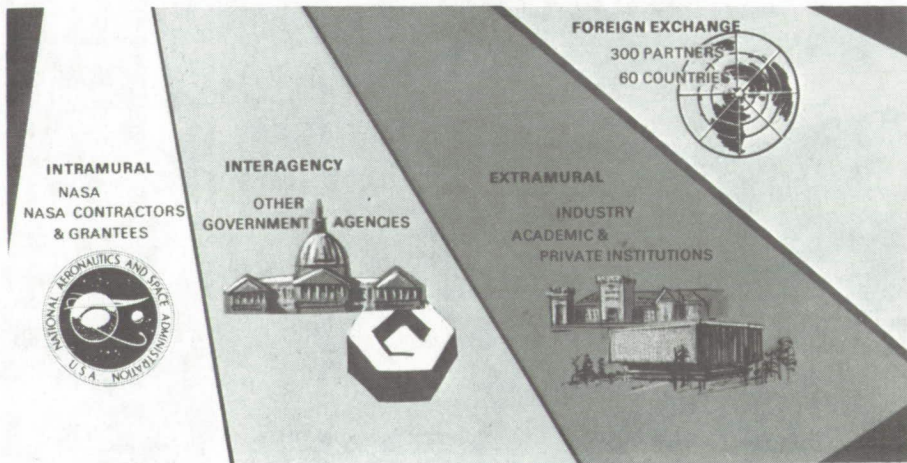 FOREIGN EXCHANGE
300 PARTNERS
60 COUNTRIES
INTRAMURAL
NASA
NASA CONTRACTORS
& GRANTEES
NATIONAL AERONAUTICS AND SPACE ADMINISTRATION
U.S.A
INTERAGENCY
OTHER
GOVERNMENT AGENCIES
EXTRAMURAL
INDUSTRY
ACADEMIC &
PRIVATE INSTITUTIONS